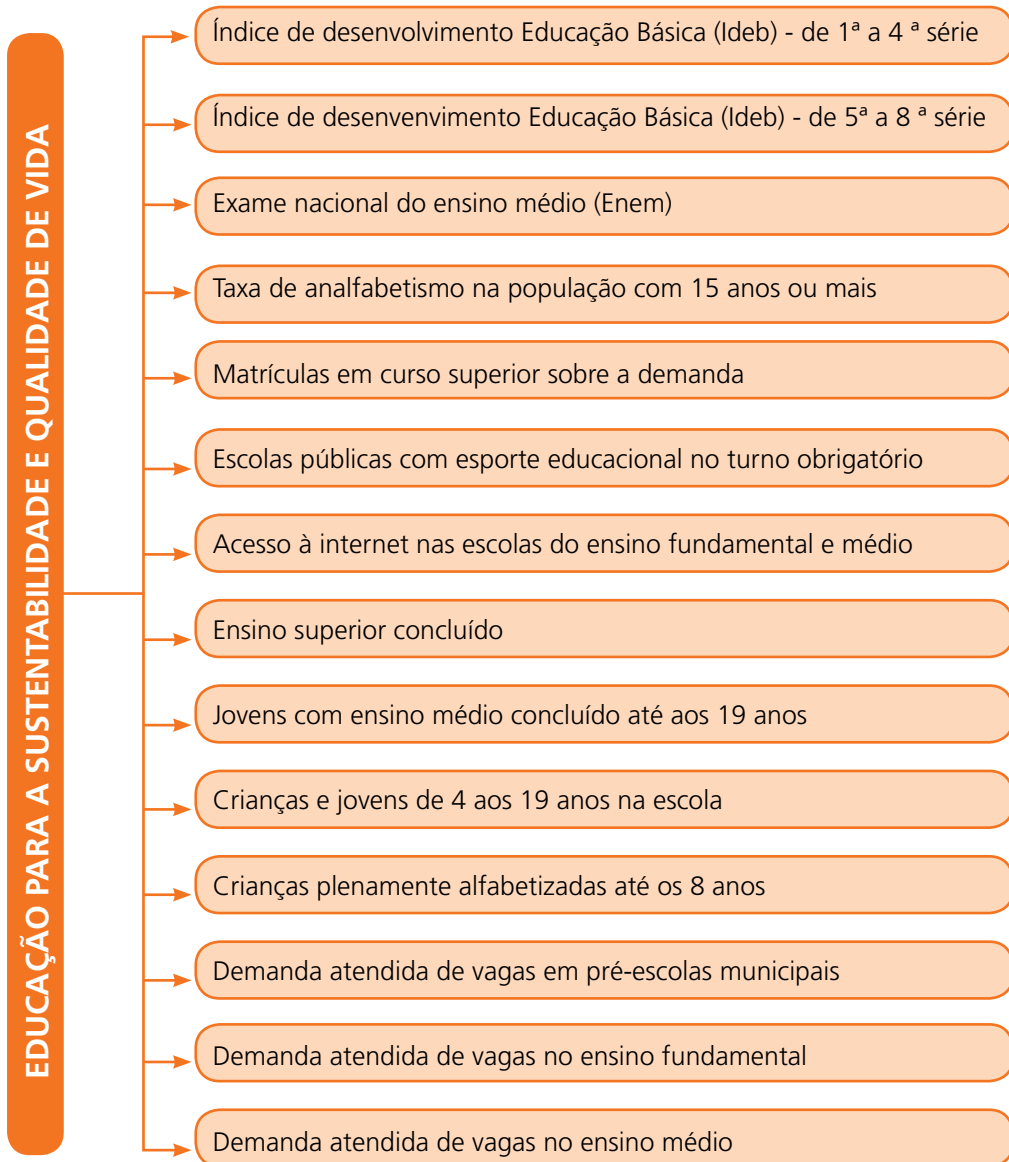 EDUCAÇÃO PARA A SUSTENTABILIDADE E QUALIDADE DE VIDA
Índice de desenvolvimento Educação Básica (Ideb) - de 1ª a 4 ª série
Índice de desenvenvimento Educação Básica (Ideb) - de 5ª a 8 ª série
Exame nacional do ensino médio (Enem)
Taxa de analfabetismo na população com 15 anos ou mais
Matrículas em curso superior sobre a demanda
Escolas públicas com esporte educacional no turno obrigatório
Acesso à internet nas escolas do ensino fundamental e médio
Ensino superior concluído
Jovens com ensino médio concluído até aos 19 anos
Crianças e jovens de 4 aos 19 anos na escola
Crianças plenamente alfabetizadas até os 8 anos
Demanda atendida de vagas em pré-escolas municipais
Demanda atendida de vagas no ensino fundamental
Demanda atendida de vagas no ensino médio